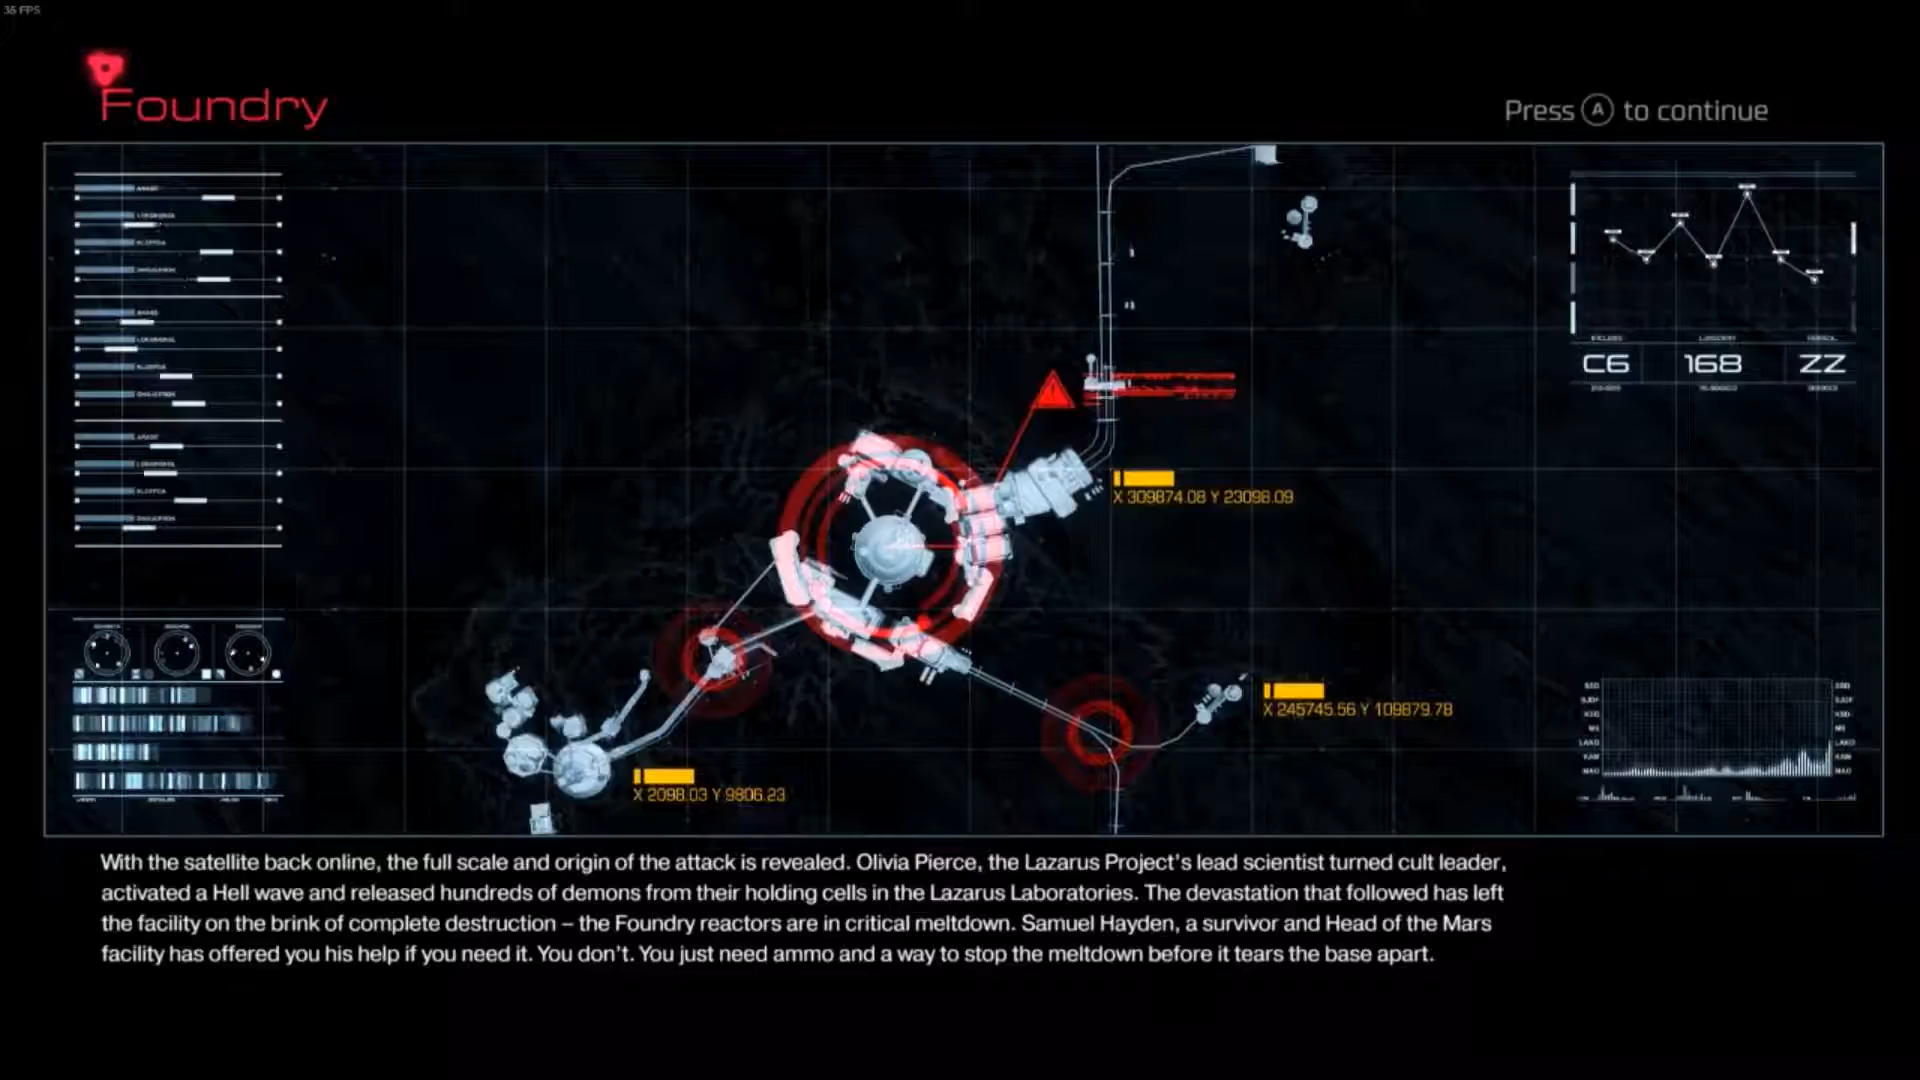 35 FPS
Foundry
Press A to continue
C6 168 ZZ
X 309874.08 Y 23098.09
X 245745.56 Y 109879.78
X 2098.03 Y 9806.23
With the satellite back online, the full scale and origin of the attack is revealed. Olivia Pierce, the Lazarus Project's lead scientist turned cult leader,
activated a Hell wave and released hundreds of demons from their holding cells in the Lazarus Laboratories. The devastation that followed has left
the facility on the brink of complete destruction – the Foundry reactors are in critical meltdown. Samuel Hayden, a survivor and Head of the Mars
facility has offered you his help if you need it. You don't. You just need ammo and a way to stop the meltdown before it tears the base apart.